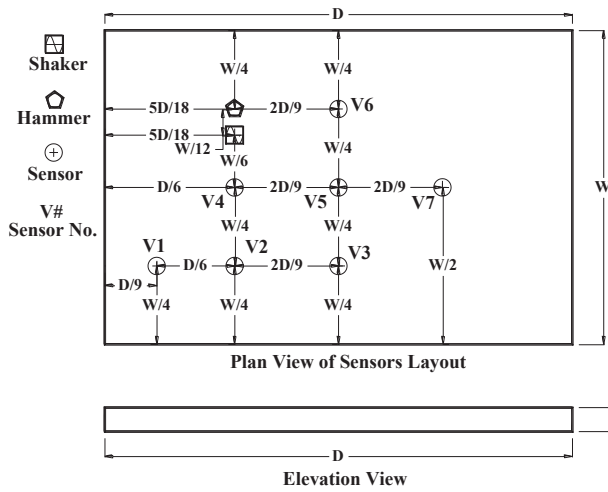 D
Shaker
Hammer
Sensor
V#
Sensor No.
W/4
W/4
5D/18
2D/9
V6
5D/18
W/12
W/6
W/4
D/6
2D/9
2D/9
V4
V5
V7
W
W/4
W/4
V1
D/6
V2
2D/9
V3
W/2
D/9
W/4
W/4
W/4
Plan View of Sensors Layout
D
Elevation View